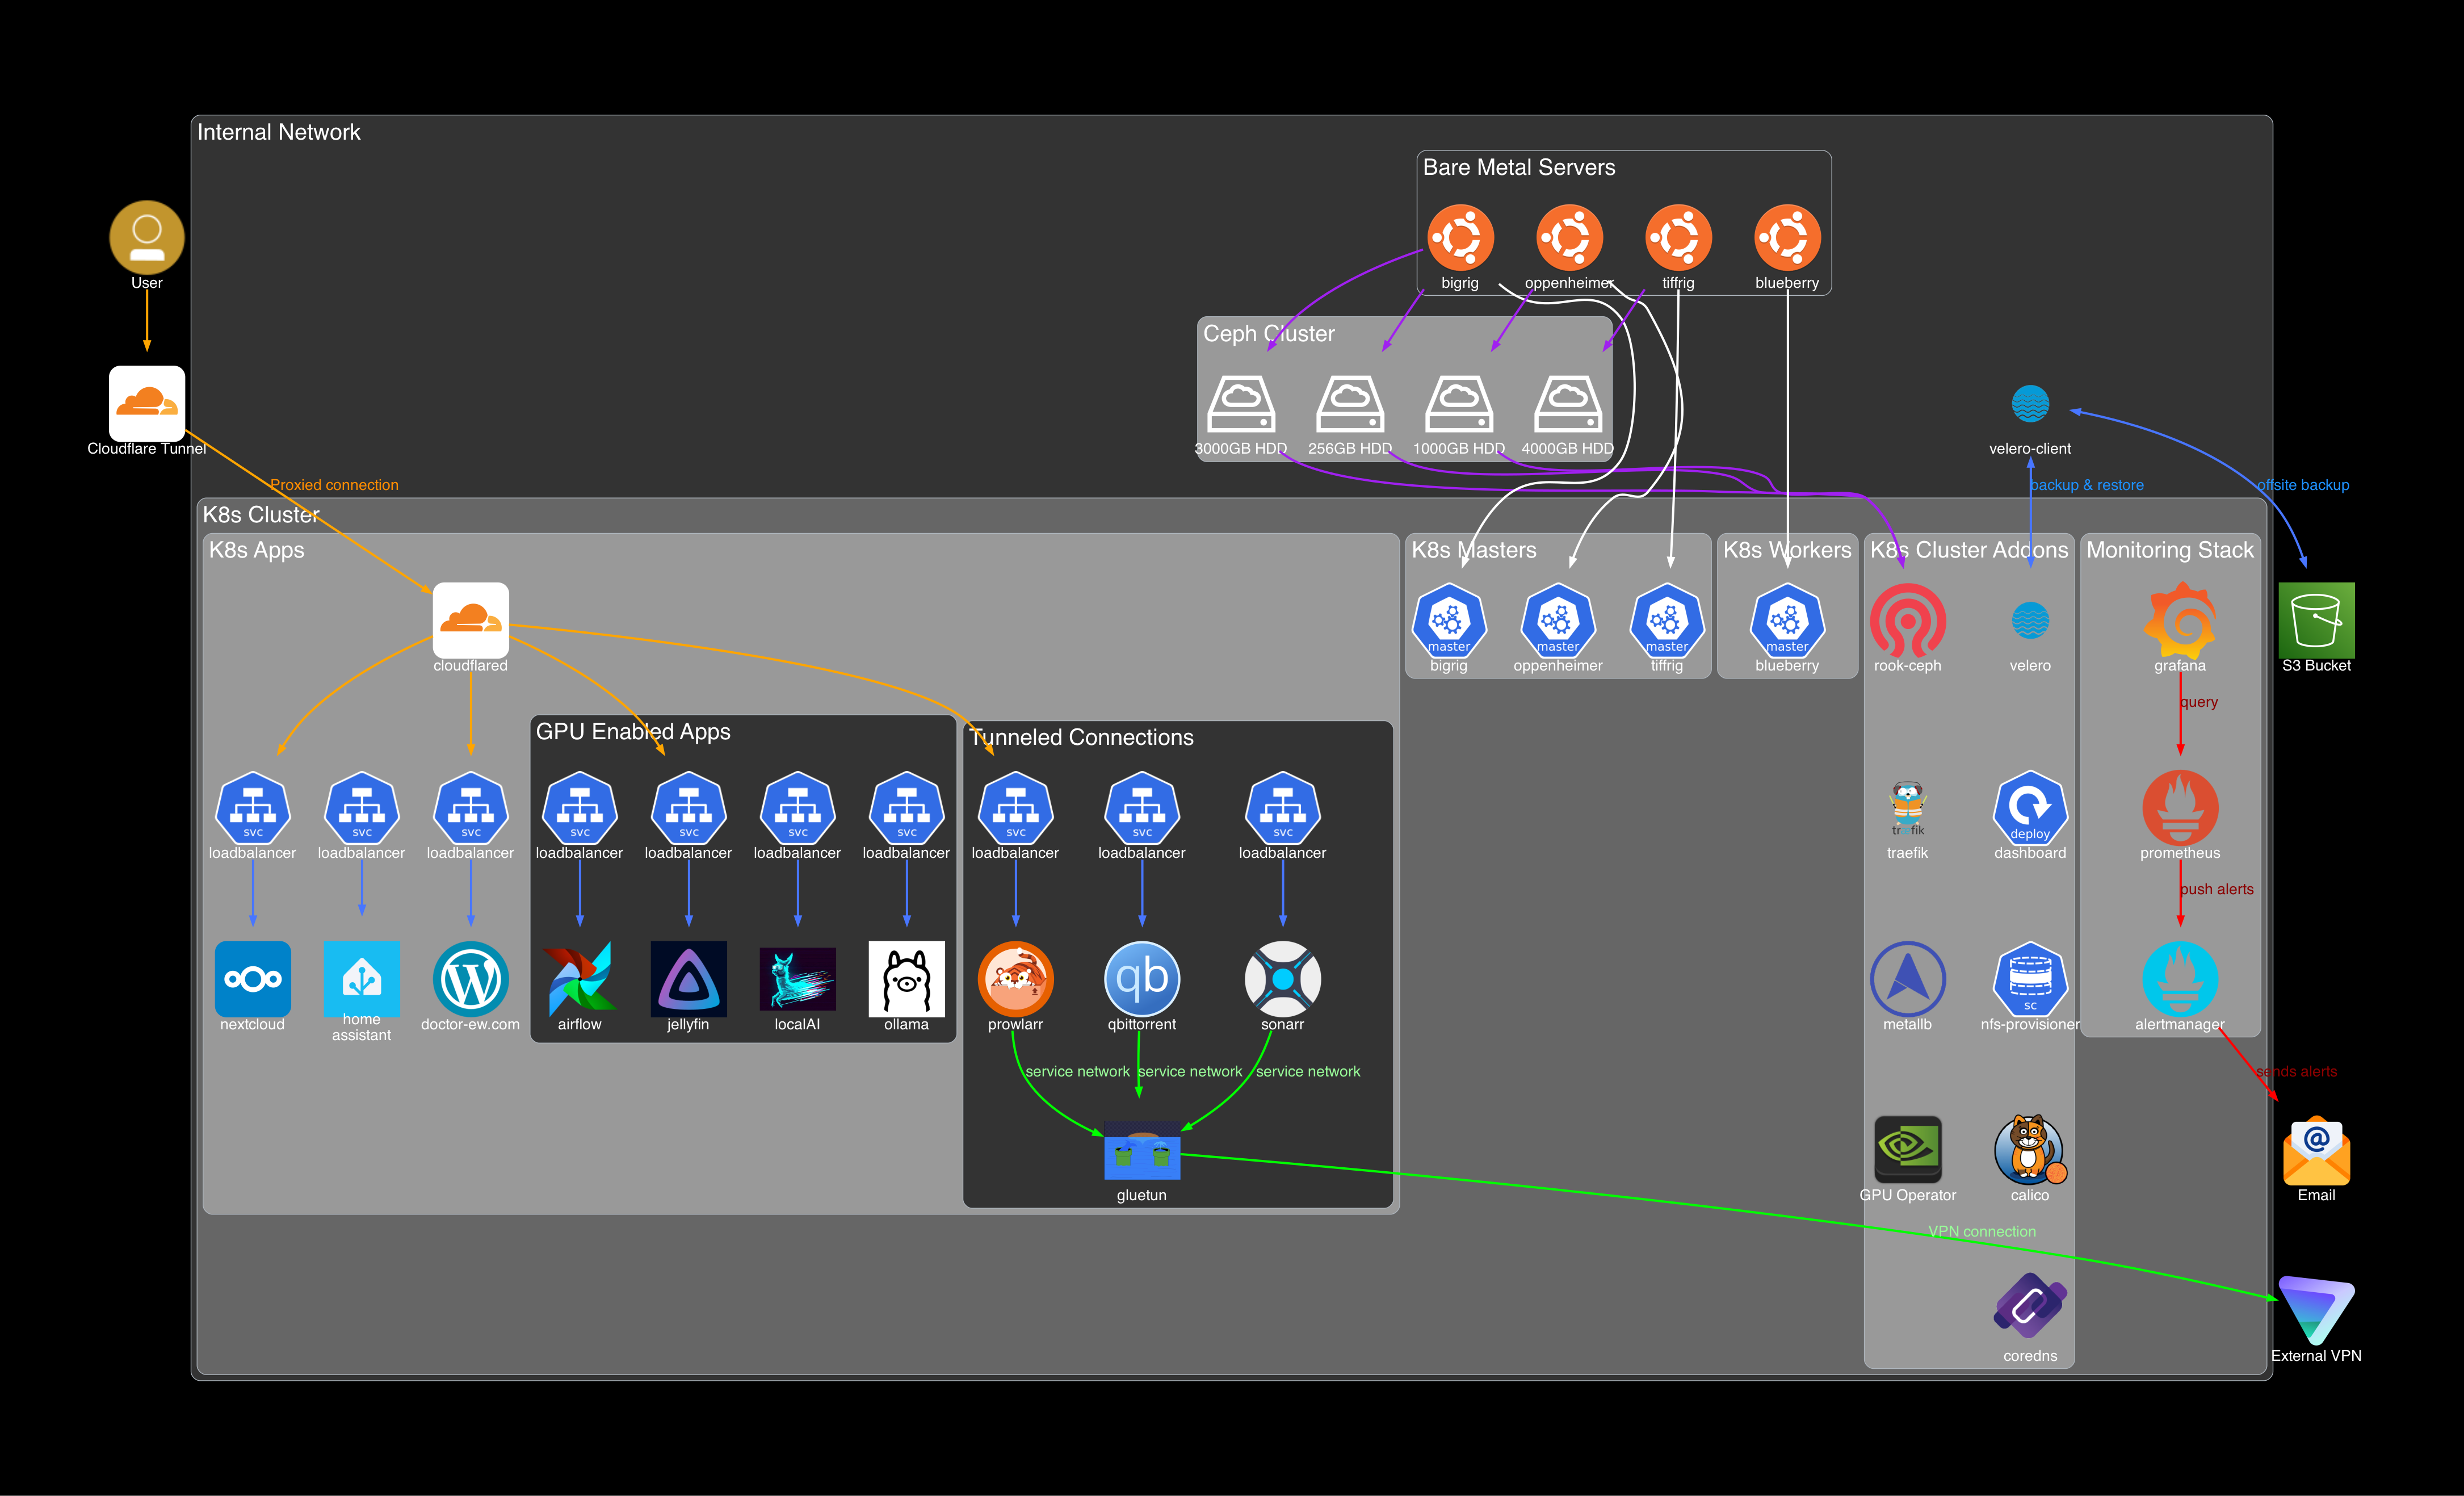 Internal Network
Bare Metal Servers
User
bigrig
oppenheimer
tiffrig
blueberry
Ceph Cluster
Cloudflare Tunnel
3000GB HDD
256GB HDD
1000GB HDD
4000GB HDD
velero-client
Proxied connection
backup & restore
offsite backup
K8s Cluster
K8s Apps
K8s Masters
K8s Workers
K8s Cluster Addons
Monitoring Stack
master
master
master
master
cloudflared
bigrig
oppenheimer
tiffrig
blueberry
rook-ceph
velero
grafana
S3 Bucket
query
GPU Enabled Apps
Tunneled Connections
svc
svc
svc
svc
svc
svc
svc
svc
svc
svc
træfik
deploy
loadbalancer
loadbalancer
loadbalancer
loadbalancer
loadbalancer
loadbalancer
loadbalancer
loadbalancer
loadbalancer
loadbalancer
traefik
dashboard
prometheus
push alerts
qb
sc
nextcloud
home
assistant
doctor-ew.com
airflow
jellyfin
localAI
ollama
prowlarr
qbittorrent
sonarr
metallb
nfs-provisioner
alertmanager
service network
service network
service network
sends alerts
gluetun
GPU Operator
calico
Email
VPN connection
coredns
External VPN